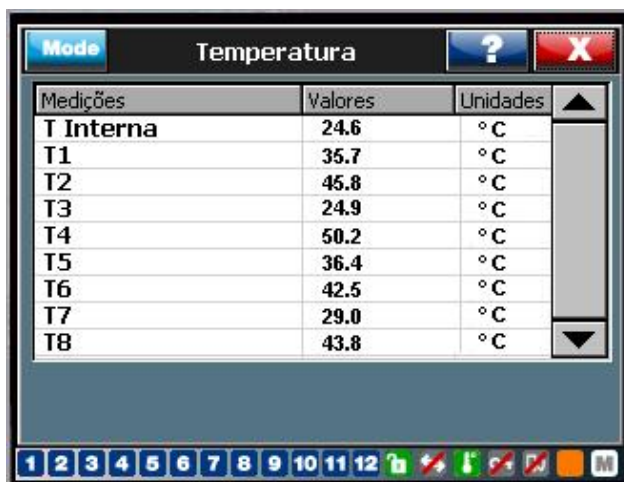 Mode Temperatura ? X
Medições Valores Unidades
T Interna 24.6 °C
T1 35.7 °C
T2 45.8 °C
T3 24.9 °C
T4 50.2 °C
T5 36.4 °C
T6 42.5 °C
T7 29.0 °C
T8 43.8 °C
1 2 3 4 5 6 7 8 9 10 11 12 M